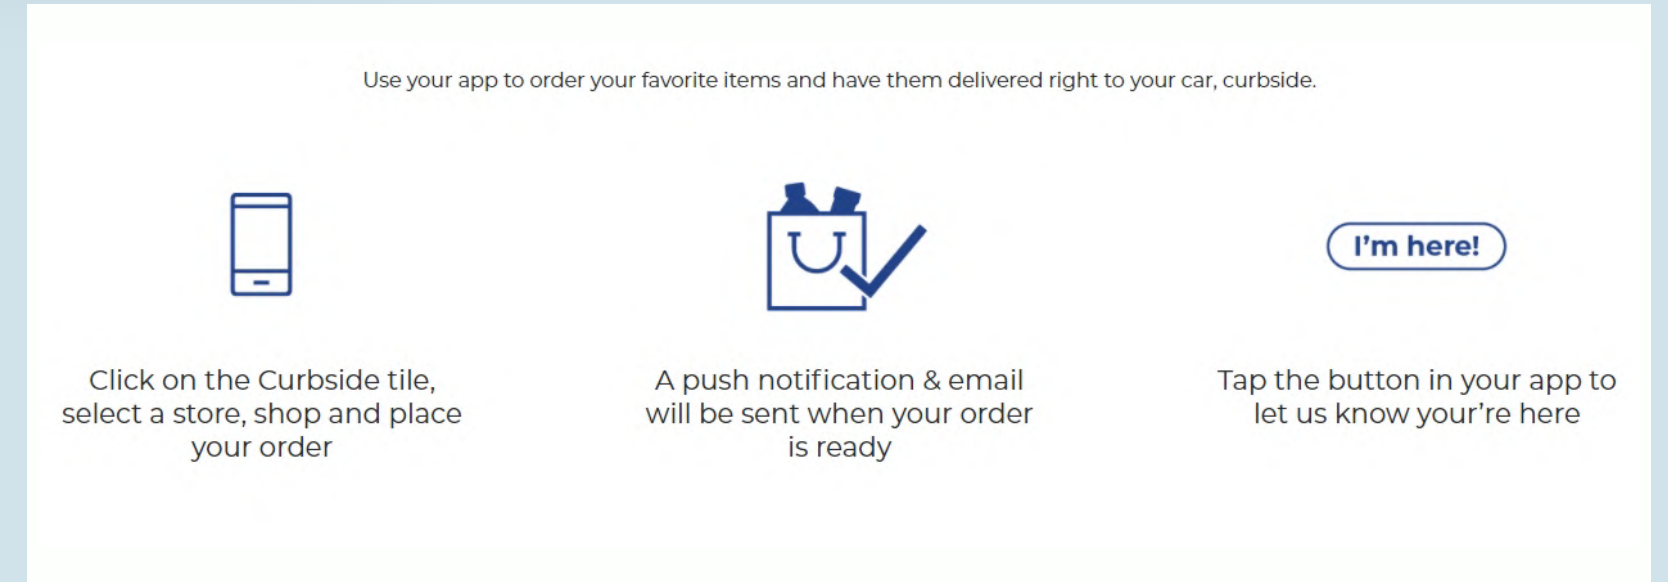 Use your app to order your favorite items and have them delivered right to your car, curbside.
I'm here!
Click on the Curbside tile,
select a store, shop and place
your order
A push notification & email
will be sent when your order
is ready
Tap the button in your app to
let us know your're here